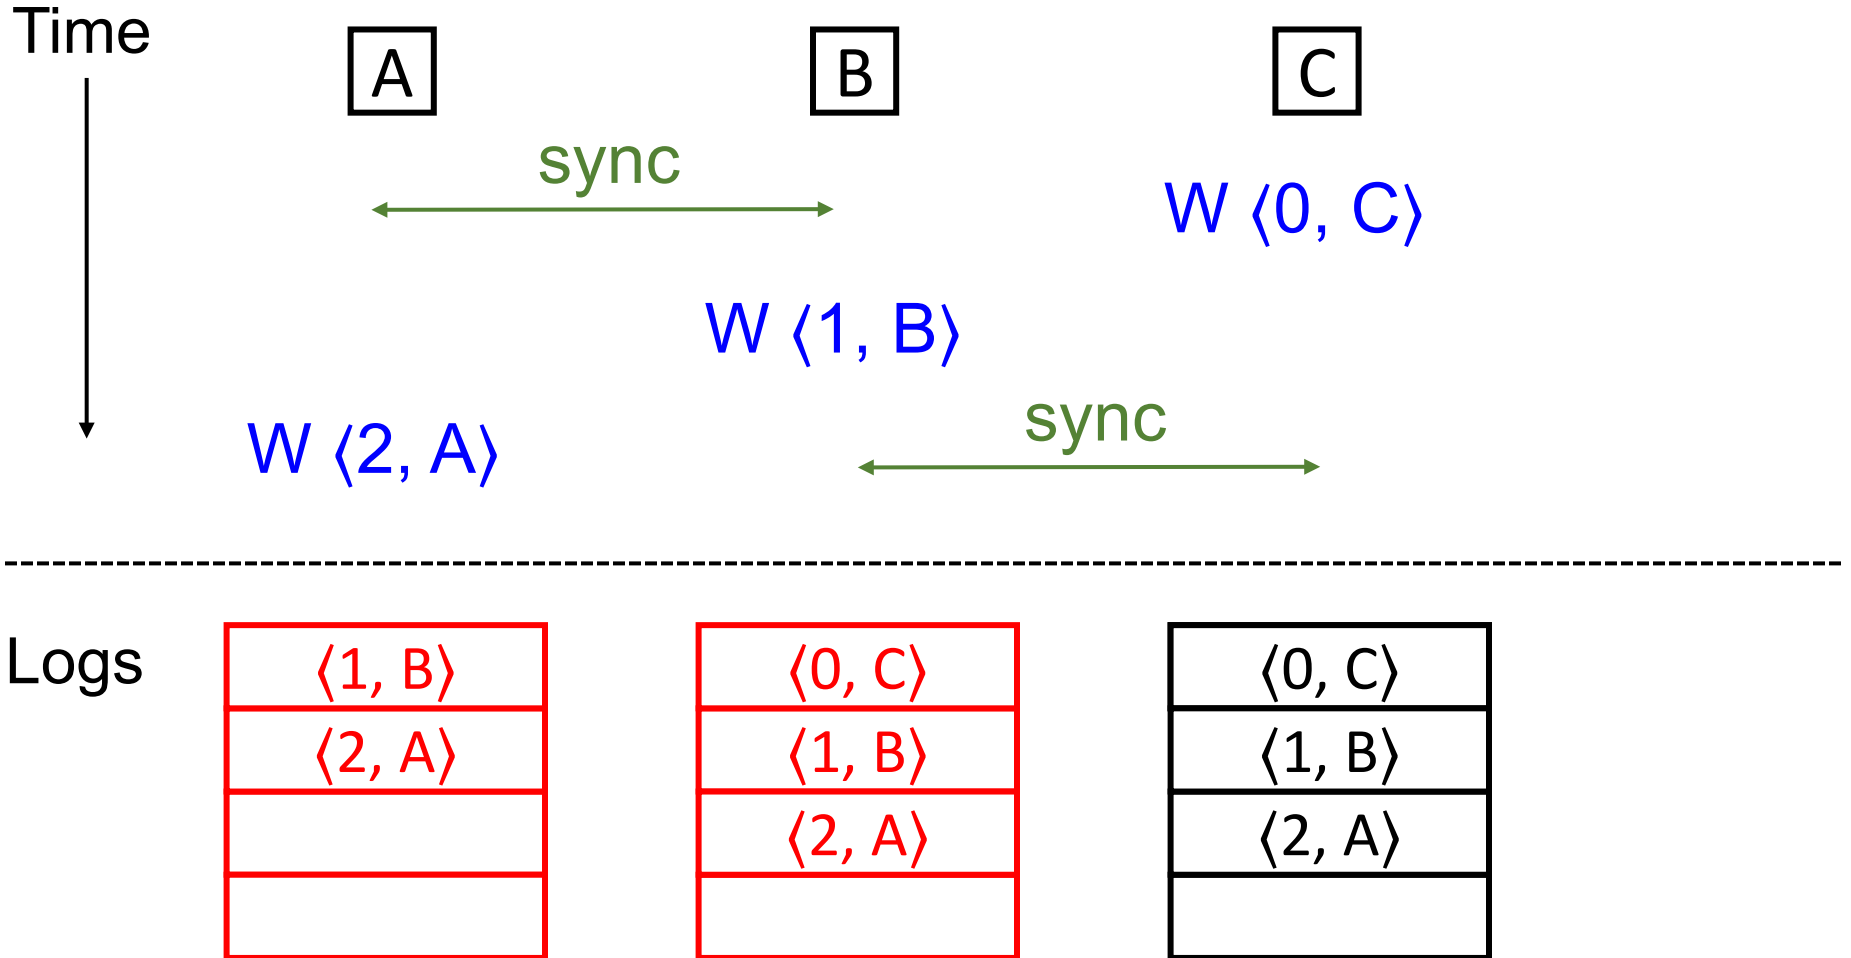 Time
A B C
sync
W ⟨0, C⟩
W ⟨1, B⟩
sync
W ⟨2, A⟩
Logs
⟨1, B⟩ ⟨0, C⟩ ⟨0, C⟩
⟨2, A⟩ ⟨1, B⟩ ⟨1, B⟩
⟨2, A⟩ ⟨2, A⟩